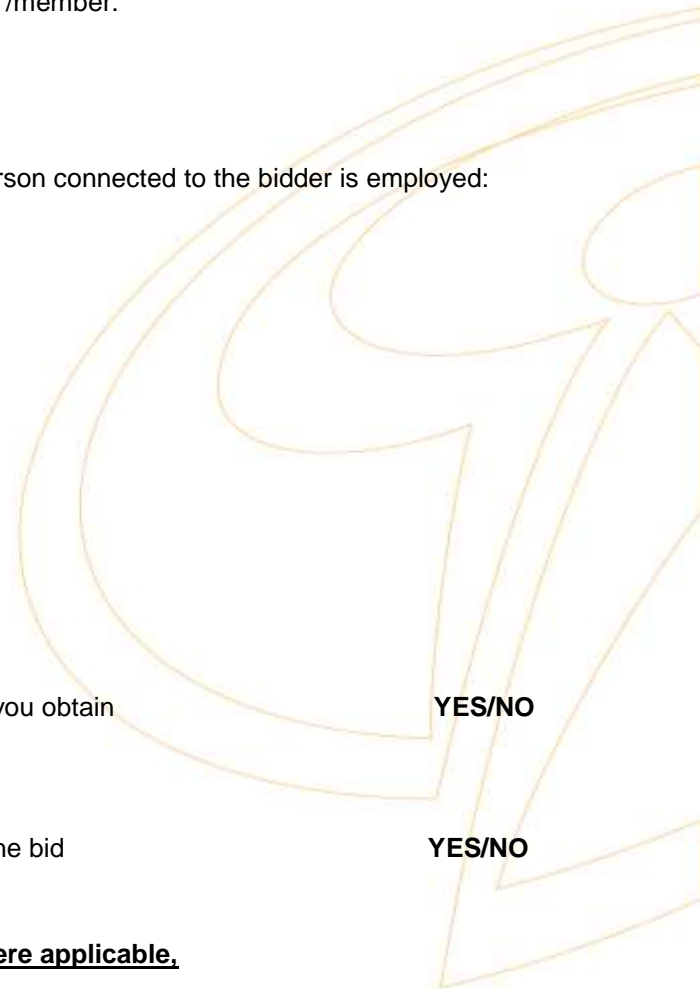 /member:
rson connected to the bidder is employed:
you obtain YES/NO
he bid YES/NO
ere applicable,